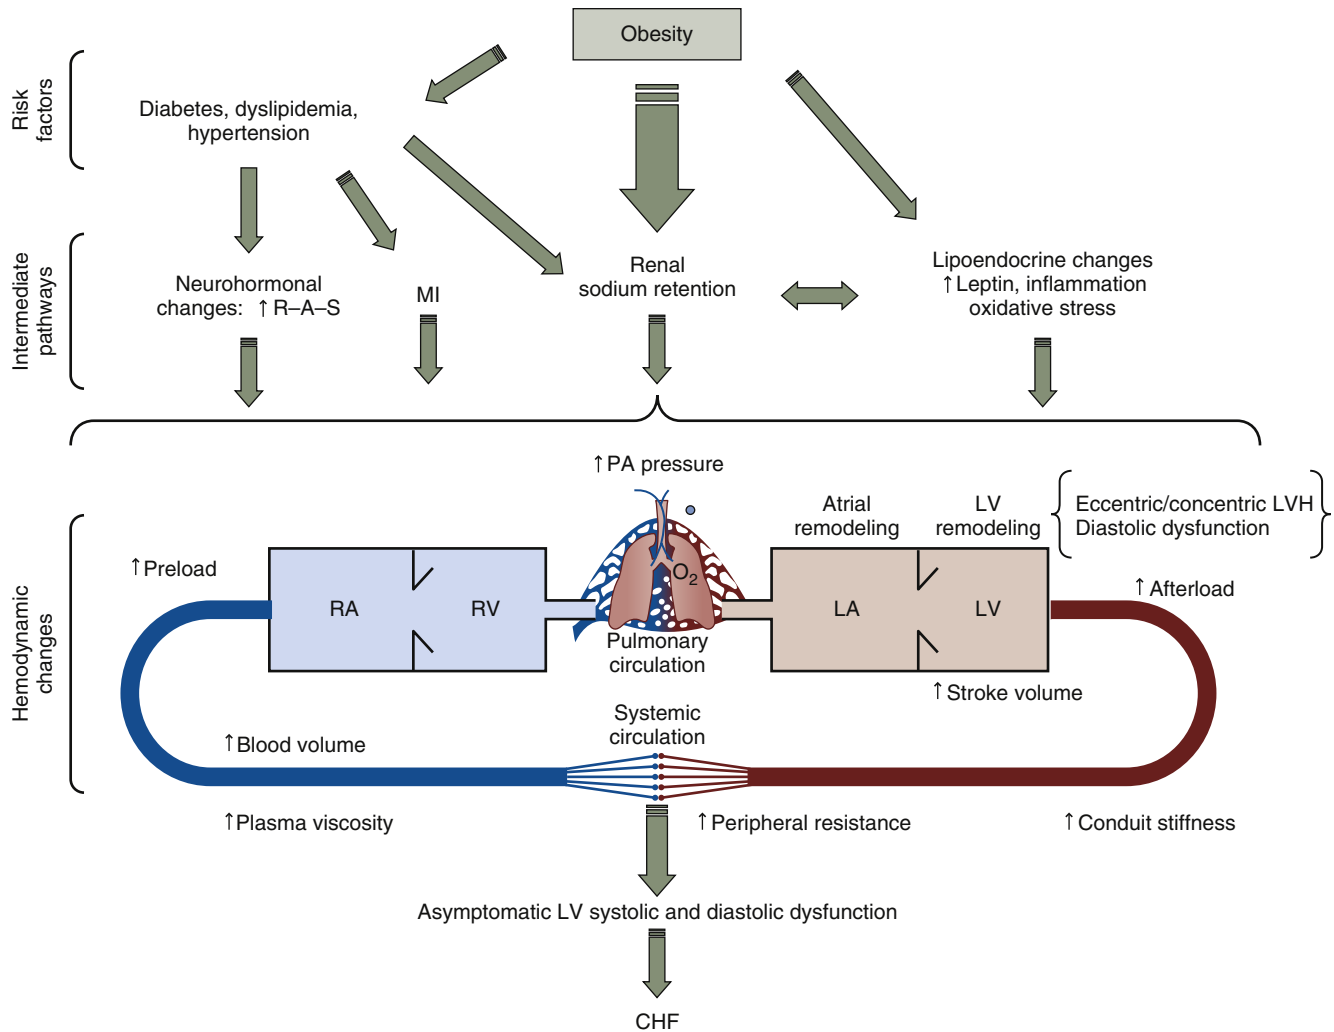 Obesity
Risk
factors
Diabetes, dyslipidemia,
hypertension
Intermediate
pathways
Neurohormonal
changes: ↑R–A–S
MI
Renal
sodium retention
Lipoendocrine changes
↑Leptin, inflammation
oxidative stress
↑PA pressure
Atrial
remodeling
LV
remodeling
Eccentric/concentric LVH
Diastolic dysfunction
Hemodynamic
changes
↑Preload
RA
RV
O2
LA
LV
↑Afterload
Pulmonary
circulation
↑Stroke volume
Systemic
circulation
↑Blood volume
↑Plasma viscosity
↑Peripheral resistance
↑Conduit stiffness
Asymptomatic LV systolic and diastolic dysfunction
CHF